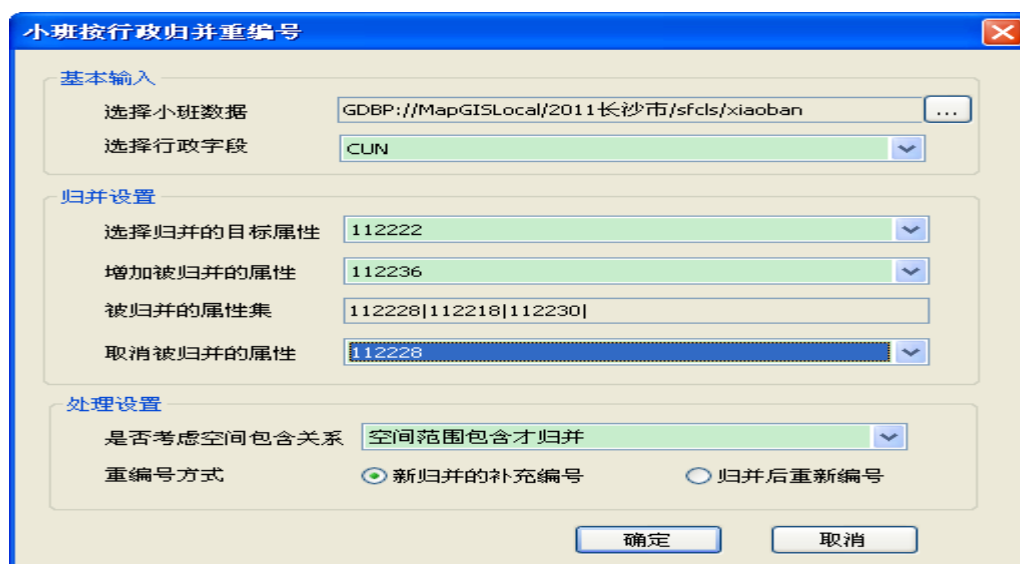 小班按行政归并重编号
基本输入
选择小班数据 GDBP://MapGISLocal/2011长沙市/sfcls/xiaoban ...
选择行政字段 CUN
归并设置
选择归并的目标属性 112222
增加被归并的属性 112236
被归并的属性集 112228|112218|112230|
取消被归并的属性 112228
处理设置
是否考虑空间包含关系 空间范围包含才归并
重编号方式 新归并的补充编号 归并后重新编号
确定 取消